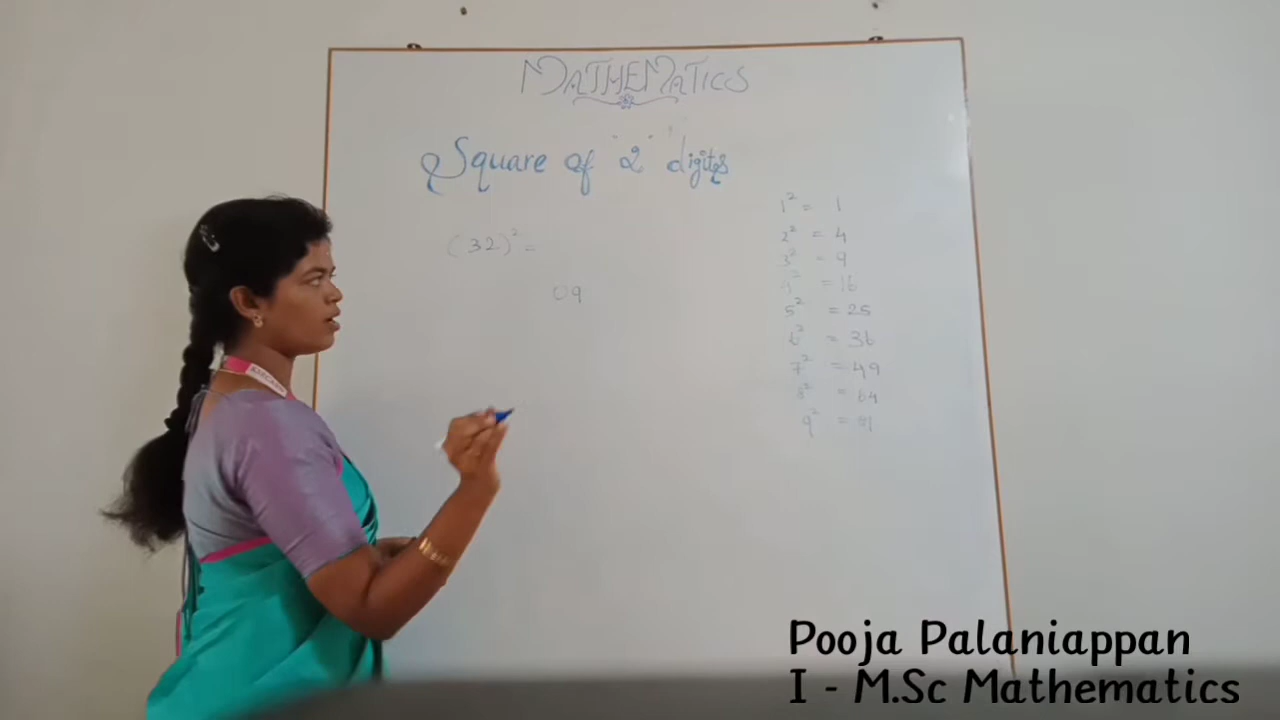 MATHEMATICS
Square of "2" digits
(32)² =
09
1² = 1
2² = 4
3² = 9
= 16
5² = 25
6² = 36
7² = 49
8² = 64
9² = 81
Pooja Palaniappan
I - M.Sc Mathematics